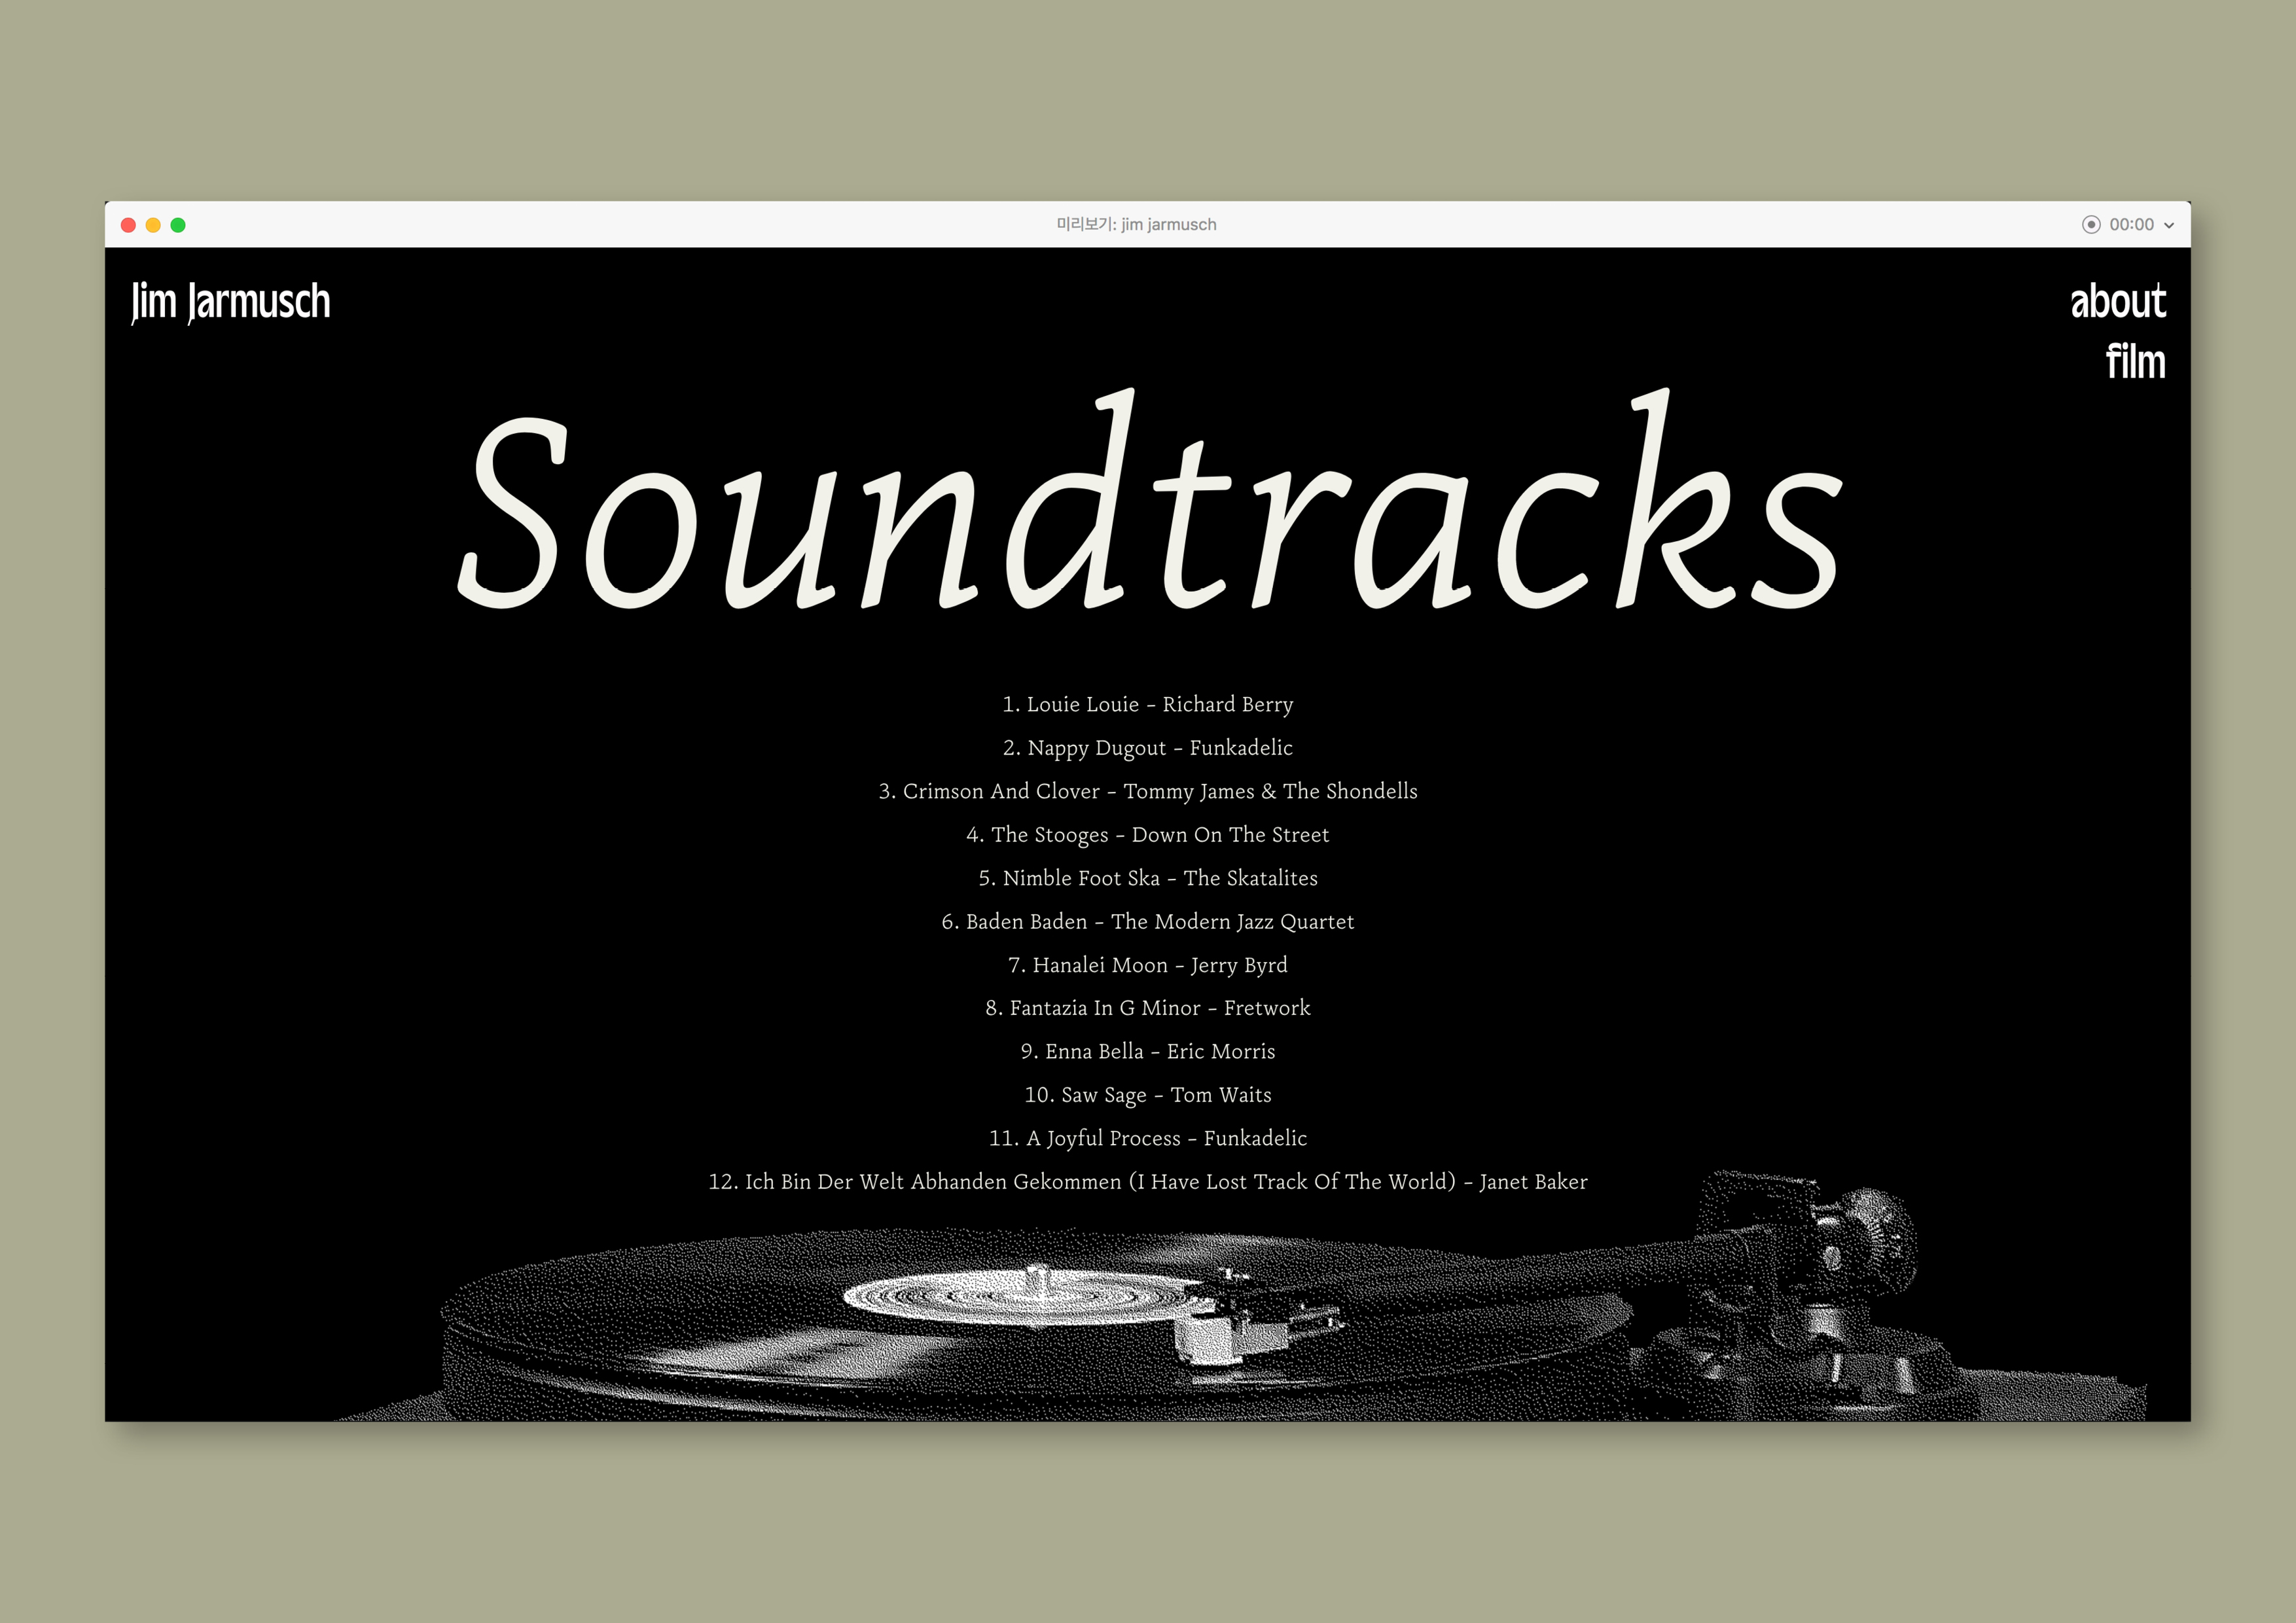 미리보기: jim jarmusch
00:00
Jim Jarmusch
about
film
Soundtracks
1. Louie Louie – Richard Berry
2. Nappy Dugout – Funkadelic
3. Crimson And Clover – Tommy James & The Shondells
4. The Stooges – Down On The Street
5. Nimble Foot Ska – The Skatalites
6. Baden Baden – The Modern Jazz Quartet
7. Hanalei Moon – Jerry Byrd
8. Fantazia In G Minor – Fretwork
9. Enna Bella – Eric Morris
10. Saw Sage – Tom Waits
11. A Joyful Process – Funkadelic
12. Ich Bin Der Welt Abhanden Gekommen (I Have Lost Track Of The World) – Janet Baker